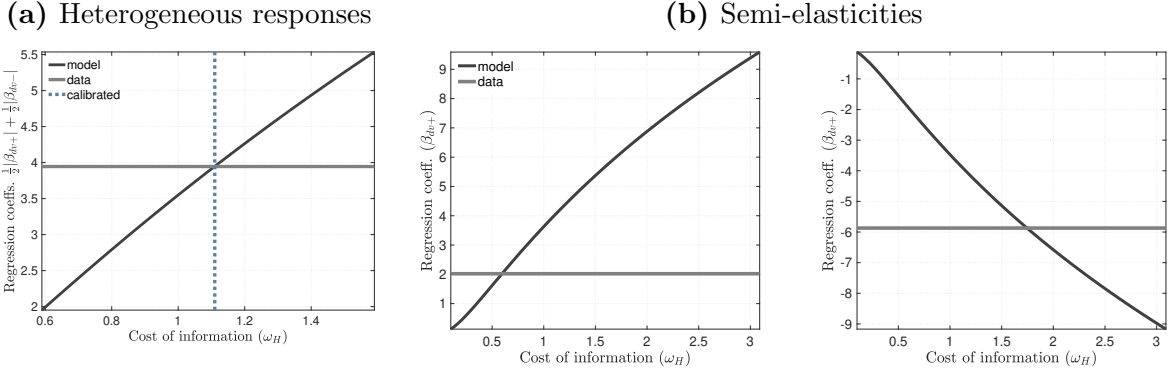 (a) Heterogeneous responses
(b) Semi-elasticities
Regression coeffs. ½|β_{dv+}| + ½|β_{dv−}|
5.5
5
4.5
4
3.5
3
2.5
2
model
data
calibrated
0.6 0.8 1 1.2 1.4
Cost of information (ω_H)
Regression coeff. (β_{dv+})
9
8
7
6
5
4
3
2
1
model
data
0.5 1 1.5 2 2.5 3
Cost of information (ω_H)
Regression coeff. (β_{dv+})
-1
-2
-3
-4
-5
-6
-7
-8
-9
0.5 1 1.5 2 2.5 3
Cost of information (ω_H)